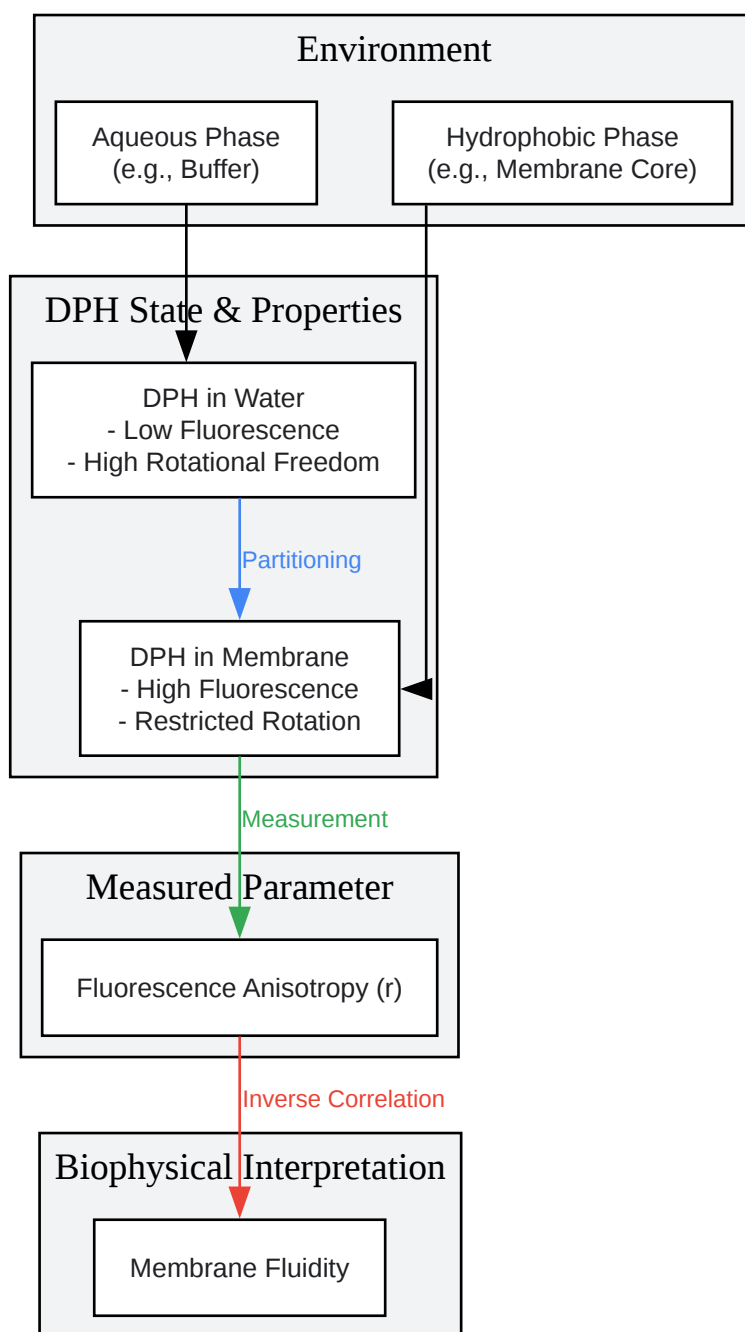 Environment
Aqueous Phase
(e.g., Buffer)
Hydrophobic Phase
(e.g., Membrane Core)
DPH State & Properties
DPH in Water
- Low Fluorescence
- High Rotational Freedom
Partitioning
DPH in Membrane
- High Fluorescence
- Restricted Rotation
Measurement
Measured Parameter
Fluorescence Anisotropy (r)
Inverse Correlation
Biophysical Interpretation
Membrane Fluidity